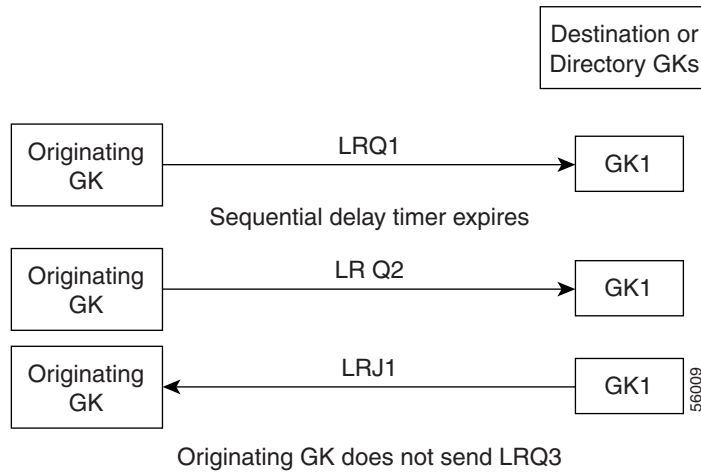 Destination or
Directory GKs
Originating
GK
LRQ1
GK1
Sequential delay timer expires
Originating
GK
LR Q2
GK1
Originating
GK
LRJ1
GK1
56009
Originating GK does not send LRQ3